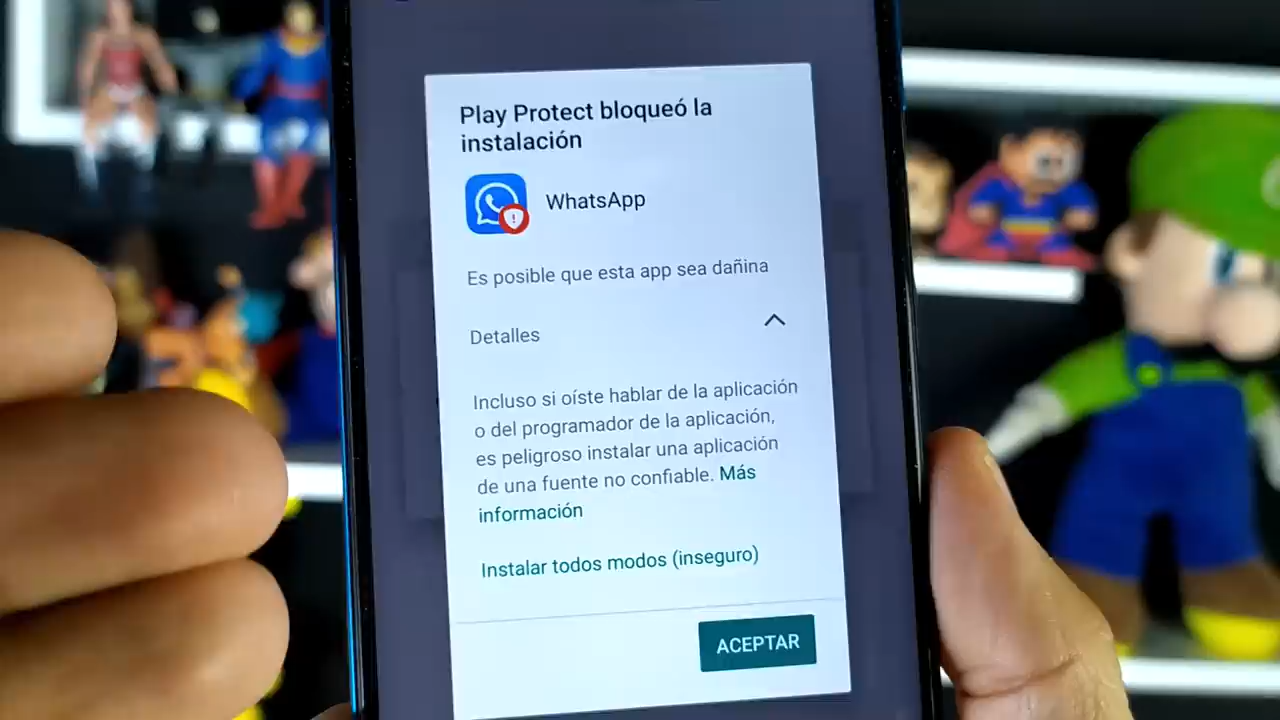 Play Protect bloqueó la
instalación
WhatsApp
Es posible que esta app sea dañina
Detalles
Incluso si oíste hablar de la aplicación
o del programador de la aplicación,
es peligroso instalar una aplicación
de una fuente no confiable. Más
información
Instalar todos modos (inseguro)
ACEPTAR